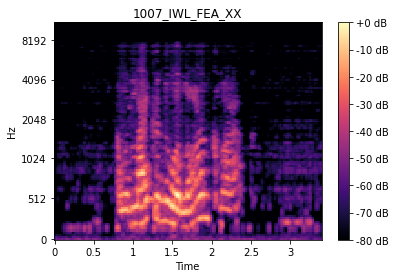 1007_IWL_FEA_XX
+0 dB
8192
-10 dB
4096
-20 dB
-30 dB
2048
Hz
-40 dB
1024
-50 dB
512
-60 dB
-70 dB
0
-80 dB
0 0.5 1 1.5 2 2.5 3
Time